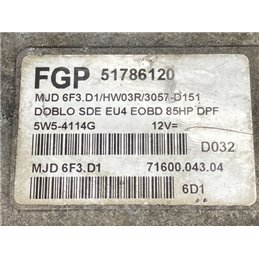 FGP 51786120
MJD 6F3.D1/HW03R/3057-D151
DOBLO SDE EU4 EOBD 85HP DPF
5W5-4114G 12V=
D032
MJD 6F3.D1 71600.043.04
6D1